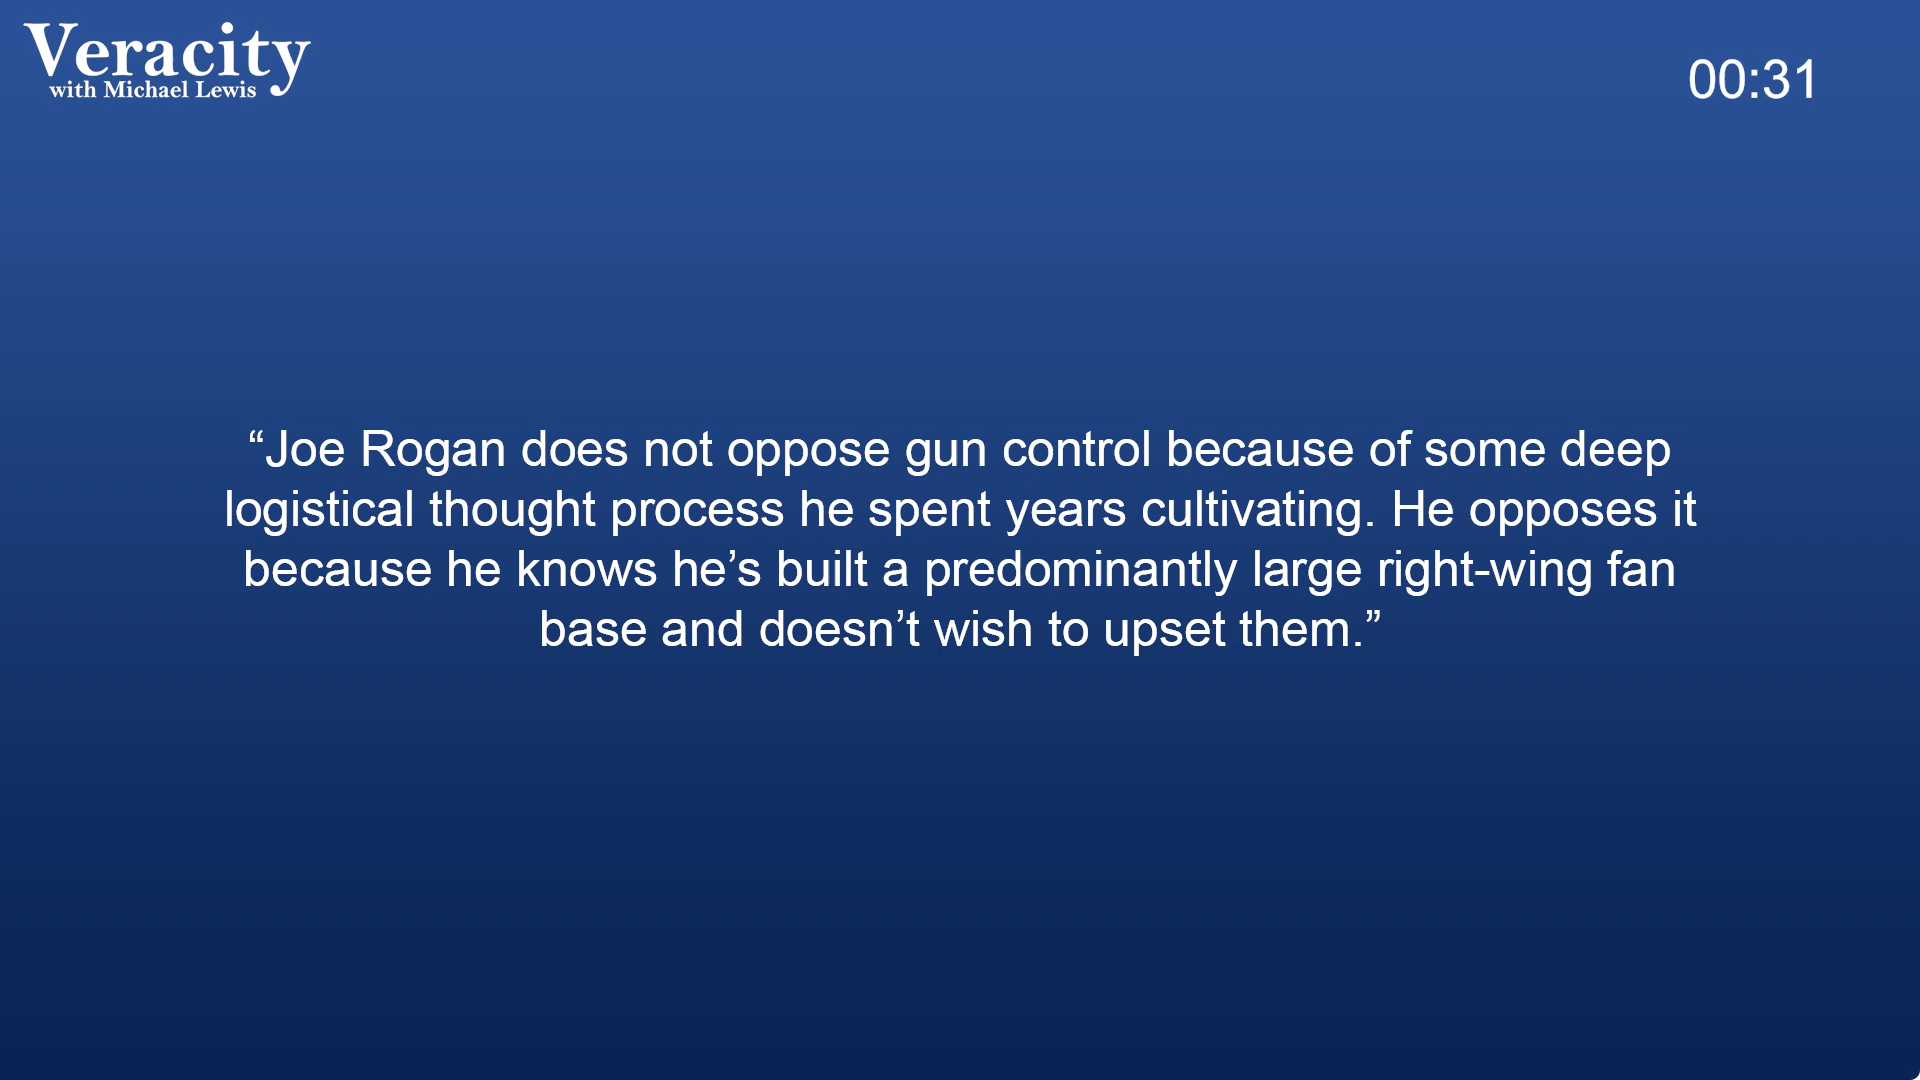 Veracity
with Michael Lewis
00:31
“Joe Rogan does not oppose gun control because of some deep
logistical thought process he spent years cultivating. He opposes it
because he knows he’s built a predominantly large right-wing fan
base and doesn’t wish to upset them.”